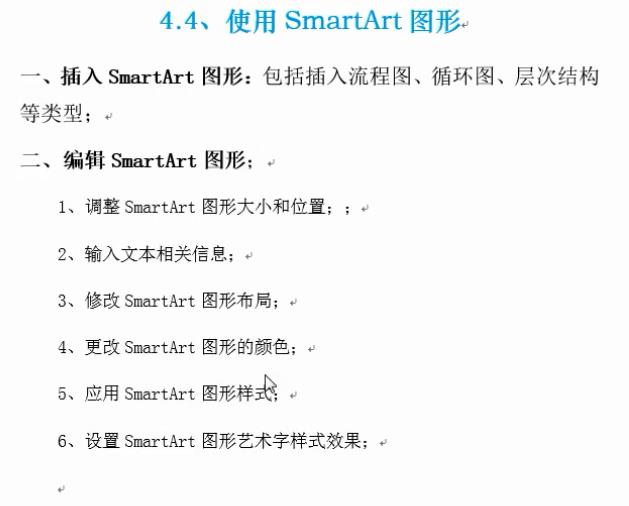 4.4、使用 SmartArt 图形
一、插入 SmartArt 图形：包括插入流程图、循环图、层次结构
等类型；
二、编辑 SmartArt 图形；
1、调整 SmartArt 图形大小和位置；；
2、输入文本相关信息；
3、修改 SmartArt 图形布局；
4、更改 SmartArt 图形的颜色；
5、应用 SmartArt 图形样式；
6、设置 SmartArt 图形艺术字样式效果；